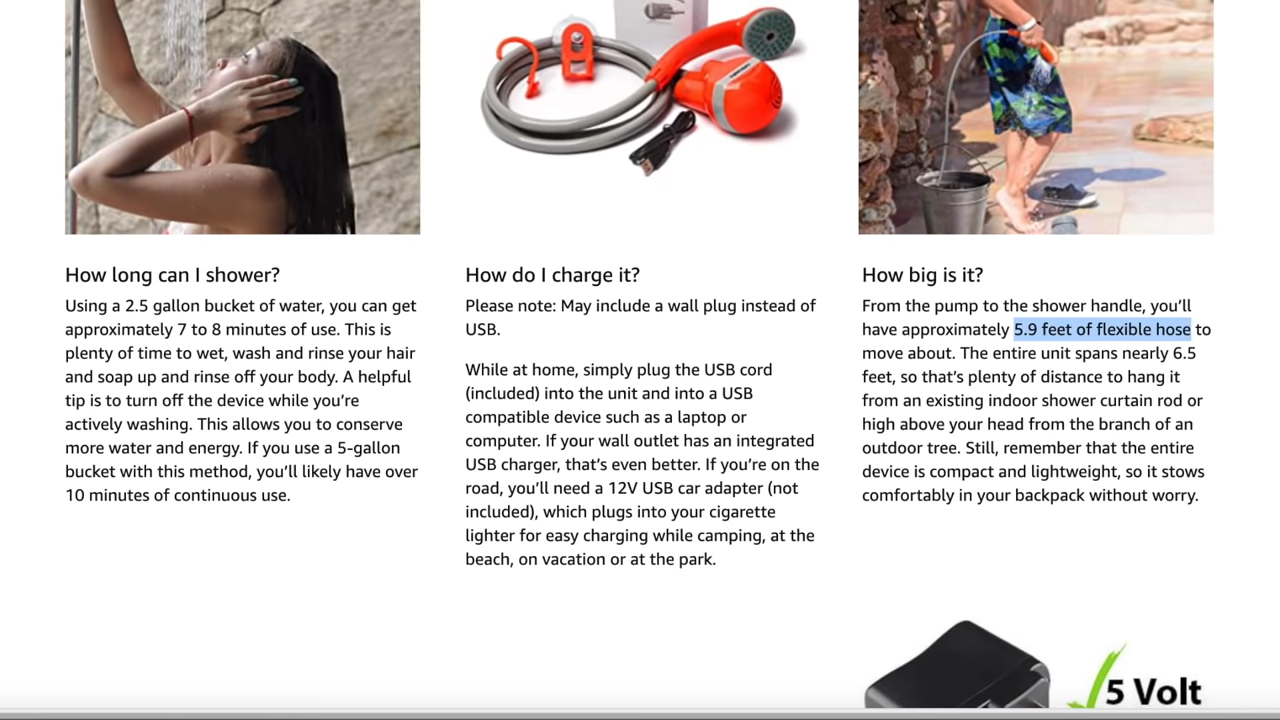 How long can I shower?
Using a 2.5 gallon bucket of water, you can get
approximately 7 to 8 minutes of use. This is
plenty of time to wet, wash and rinse your hair
and soap up and rinse off your body. A helpful
tip is to turn off the device while you’re
actively washing. This allows you to conserve
more water and energy. If you use a 5-gallon
bucket with this method, you’ll likely have over
10 minutes of continuous use.
How do I charge it?
Please note: May include a wall plug instead of
USB.
While at home, simply plug the USB cord
(included) into the unit and into a USB
compatible device such as a laptop or
computer. If your wall outlet has an integrated
USB charger, that’s even better. If you’re on the
road, you’ll need a 12V USB car adapter (not
included), which plugs into your cigarette
lighter for easy charging while camping, at the
beach, on vacation or at the park.
How big is it?
From the pump to the shower handle, you’ll
have approximately 5.9 feet of flexible hose to
move about. The entire unit spans nearly 6.5
feet, so that’s plenty of distance to hang it
from an existing indoor shower curtain rod or
high above your head from the branch of an
outdoor tree. Still, remember that the entire
device is compact and lightweight, so it stows
comfortably in your backpack without worry.
5 Volt